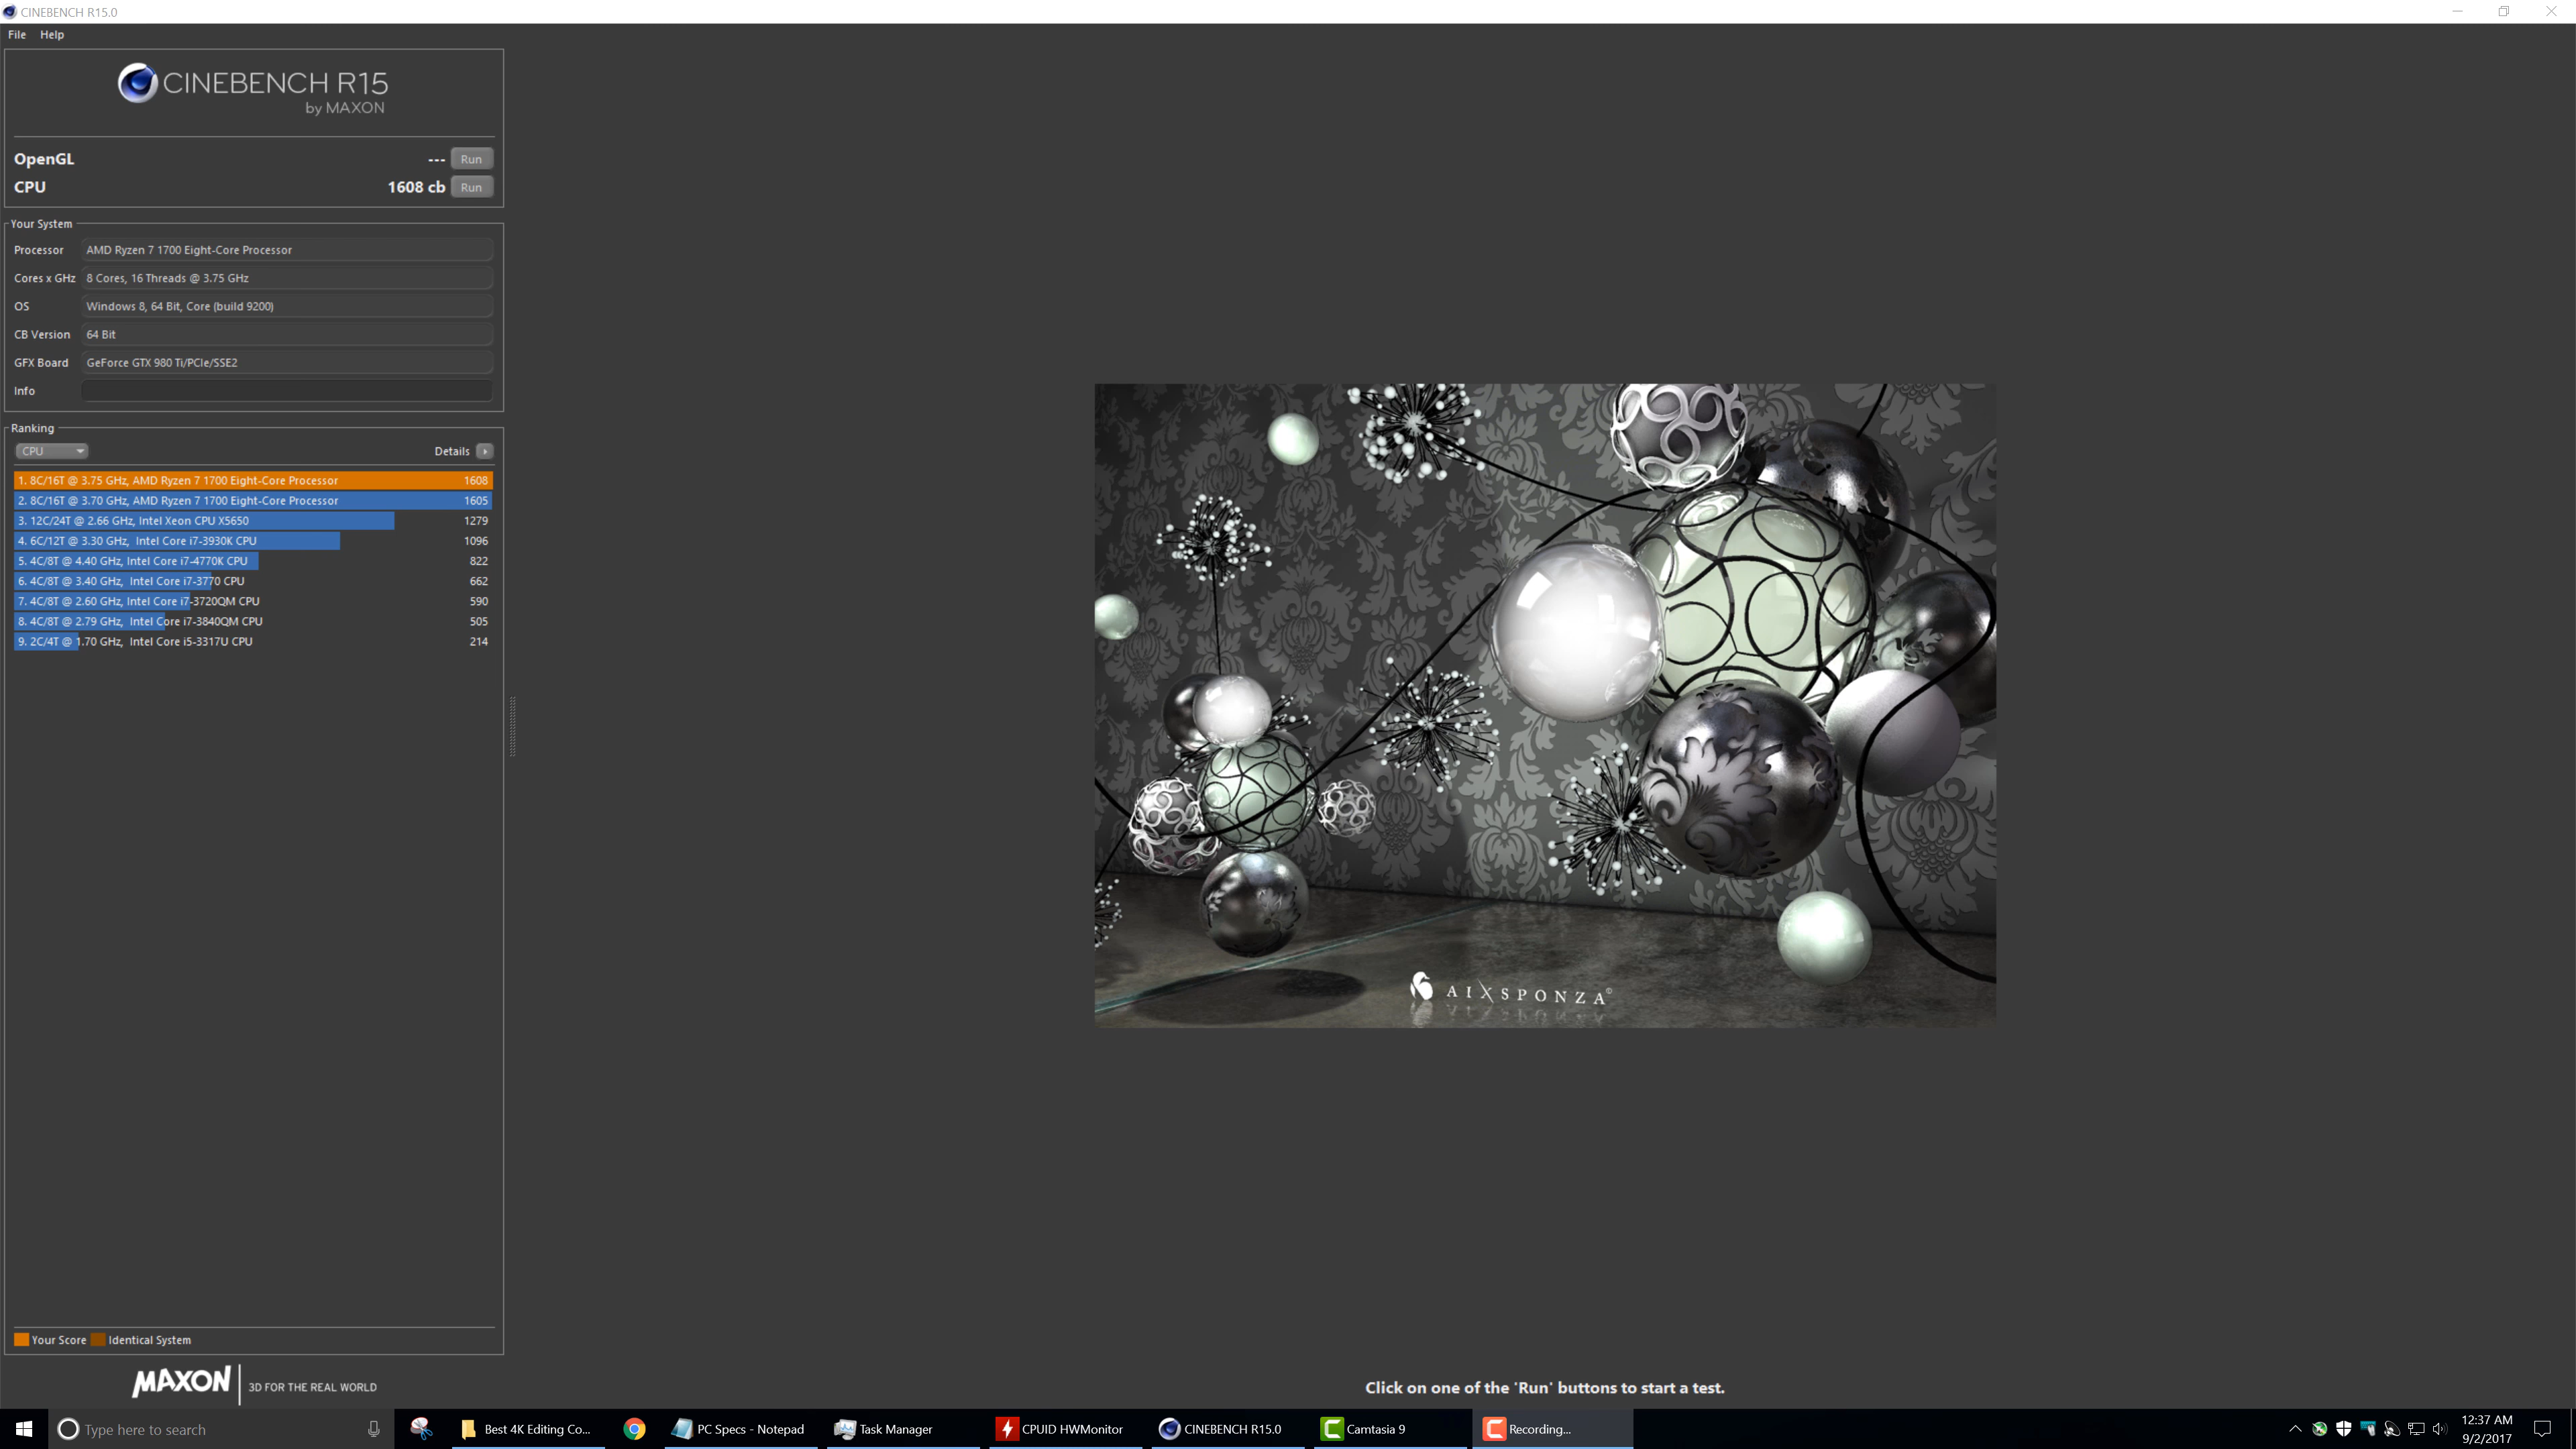 CINEBENCH R15.0
File Help
CINEBENCH R15
by MAXON
OpenGL --- Run
CPU 1608 cb Run
Your System
Processor AMD Ryzen 7 1700 Eight-Core Processor
Cores x GHz 8 Cores, 16 Threads @ 3.75 GHz
OS Windows 8, 64 Bit, Core (build 9200)
CB Version 64 Bit
GFX Board GeForce GTX 980 Ti/PCIe/SSE2
Info
Ranking
CPU Details
1. 8C/16T @ 3.75 GHz, AMD Ryzen 7 1700 Eight-Core Processor 1608
2. 8C/16T @ 3.70 GHz, AMD Ryzen 7 1700 Eight-Core Processor 1605
3. 12C/24T @ 2.66 GHz, Intel Xeon CPU X5650 1279
4. 6C/12T @ 3.30 GHz, Intel Core i7-3930K CPU 1096
5. 4C/8T @ 4.40 GHz, Intel Core i7-4770K CPU 822
6. 4C/8T @ 3.40 GHz, Intel Core i7-3770 CPU 662
7. 4C/8T @ 2.60 GHz, Intel Core i7-3720QM CPU 590
8. 4C/8T @ 2.79 GHz, Intel Core i7-3840QM CPU 505
9. 2C/4T @ 1.70 GHz, Intel Core i5-3317U CPU 214
AIXSPONZA©
Your Score Identical System
MAXON 3D FOR THE REAL WORLD
Click on one of the 'Run' buttons to start a test.
Type here to search
Best 4K Editing Co...
PC Specs - Notepad
Task Manager
CPUID HWMonitor
CINEBENCH R15.0
Camtasia 9
Recording...
12:37 AM
9/2/2017